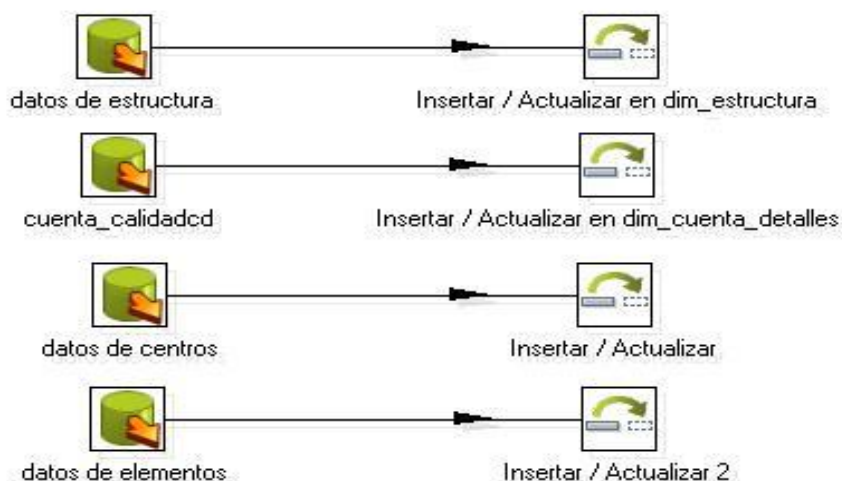 datos de estructura
Insertar / Actualizar en dim_estructura
cuenta_calidadcd
Insertar / Actualizar en dim_cuenta_detalles
datos de centros
Insertar / Actualizar
datos de elementos
Insertar / Actualizar 2